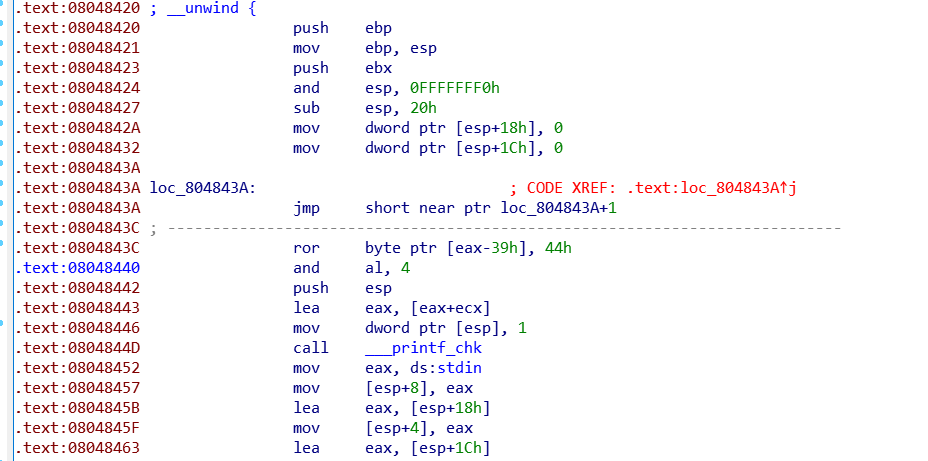 .text:08048420 ; __unwind {
.text:08048420 push ebp
.text:08048421 mov ebp, esp
.text:08048423 push ebx
.text:08048424 and esp, 0FFFFFFF0h
.text:08048427 sub esp, 20h
.text:0804842A mov dword ptr [esp+18h], 0
.text:08048432 mov dword ptr [esp+1Ch], 0
.text:0804843A
.text:0804843A loc_804843A: ; CODE XREF: .text:loc_804843A↑j
.text:0804843A jmp short near ptr loc_804843A+1
.text:0804843C ; ---------------------------------------------------------------------------
.text:0804843C ror byte ptr [eax-39h], 44h
.text:08048440 and al, 4
.text:08048442 push esp
.text:08048443 lea eax, [eax+ecx]
.text:08048446 mov dword ptr [esp], 1
.text:0804844D call ___printf_chk
.text:08048452 mov eax, ds:stdin
.text:08048457 mov [esp+8], eax
.text:0804845B lea eax, [esp+18h]
.text:0804845F mov [esp+4], eax
.text:08048463 lea eax, [esp+1Ch]